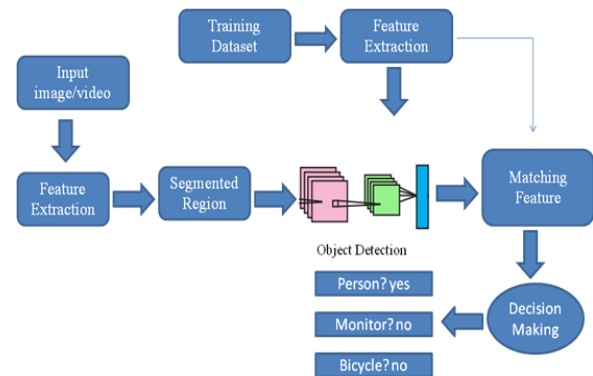 Training
Dataset
Feature
Extraction
Input
image/video
Feature
Extraction
Segmented
Region
Matching
Feature
Object Detection
Person? yes
Monitor? no
Bicycle? no
Decision
Making